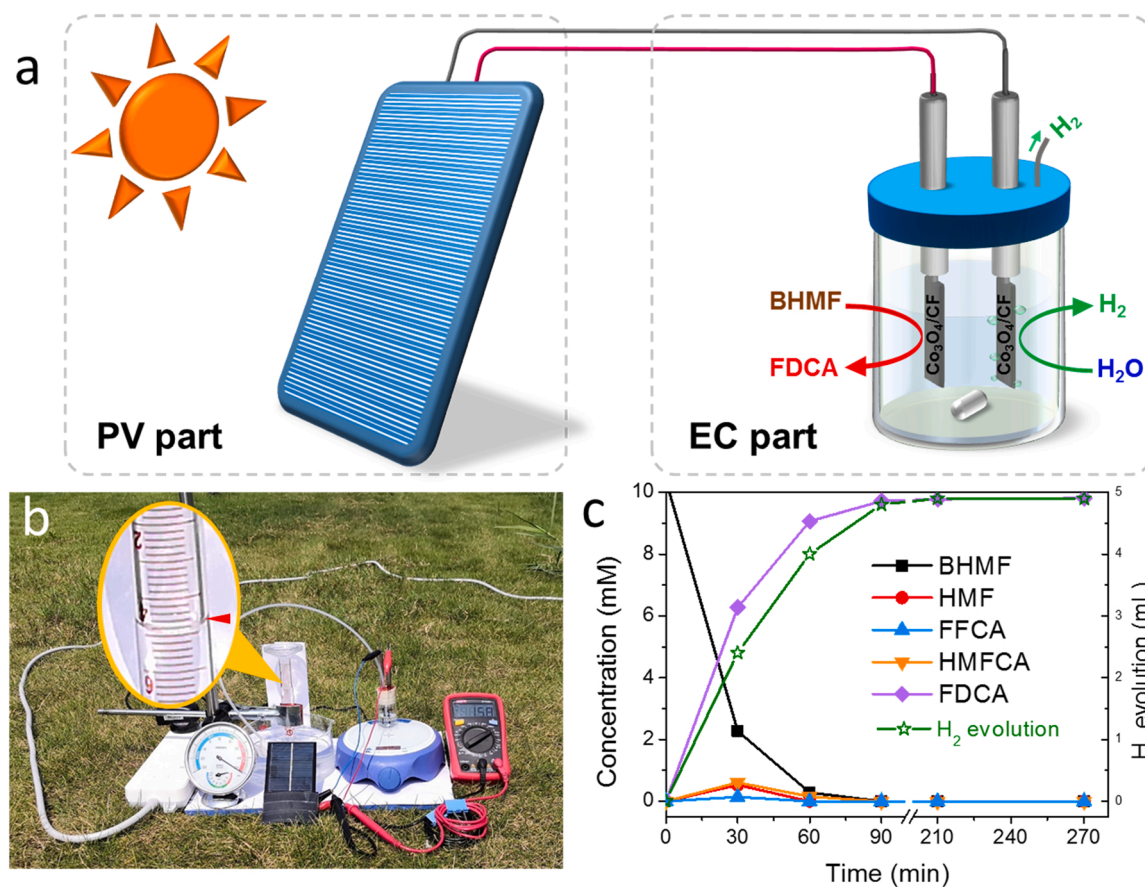 a
H₂
BHMF
FDCA
Co₃O₄/CF
Co₃O₄/CF
H₂
H₂O
PV part
EC part
b
2
4
6
c
10
8
6
4
2
0
Concentration (mM)
BHMF
HMF
FFCA
HMFCA
FDCA
H₂ evolution
5
4
3
2
1
0
H evolution (mL)
0 30 60 90 210 240 270
Time (min)